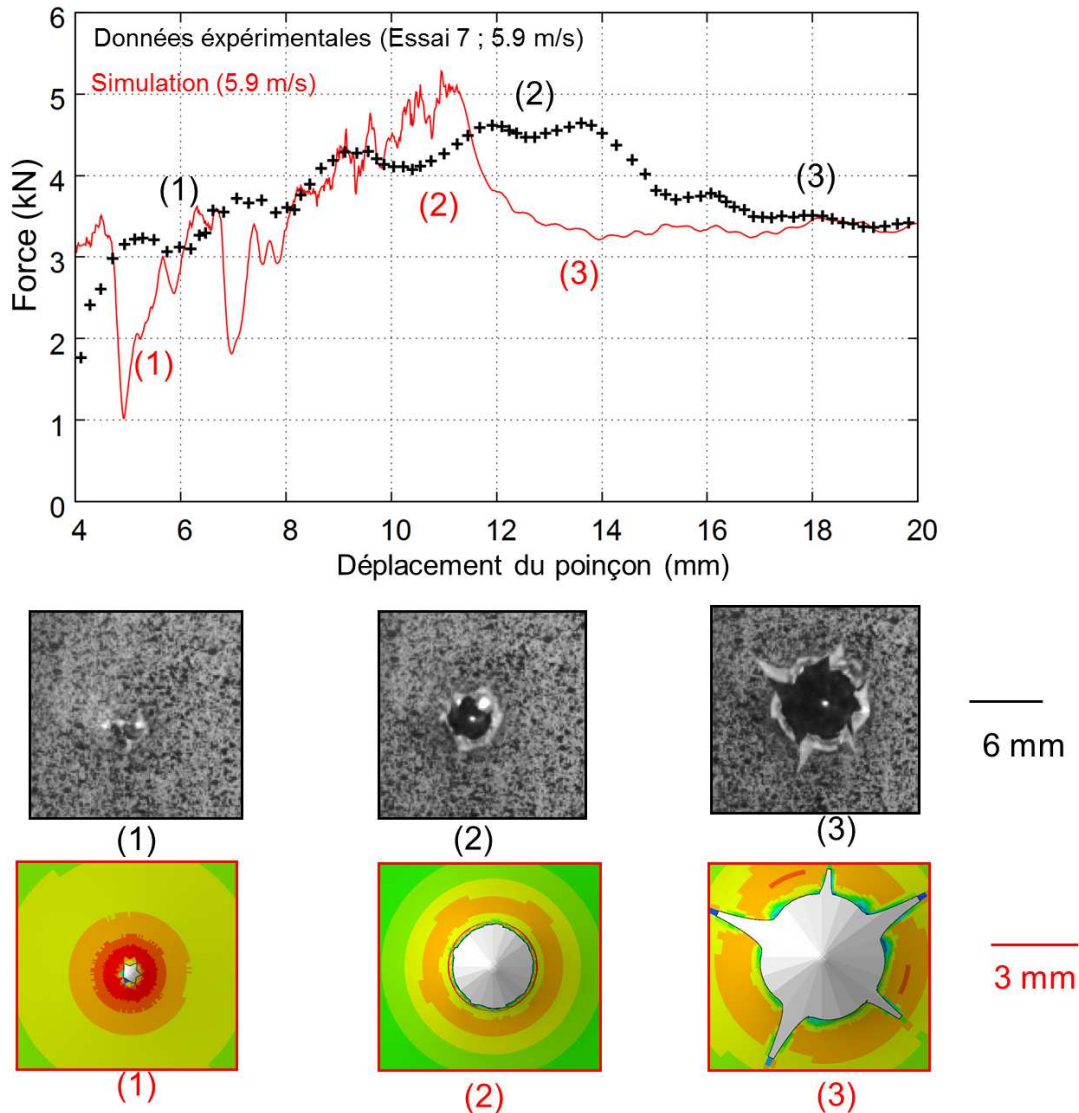 6
Données éxpérimentales (Essai 7 ; 5.9 m/s)
Simulation (5.9 m/s)
5
(2)
(1)
(3)
4
(2)
Force (kN)
3
(3)
2
(1)
1
0
4 6 8 10 12 14 16 18 20
Déplacement du poinçon (mm)
6 mm
(1) (2) (3)
3 mm
(1) (2) (3)